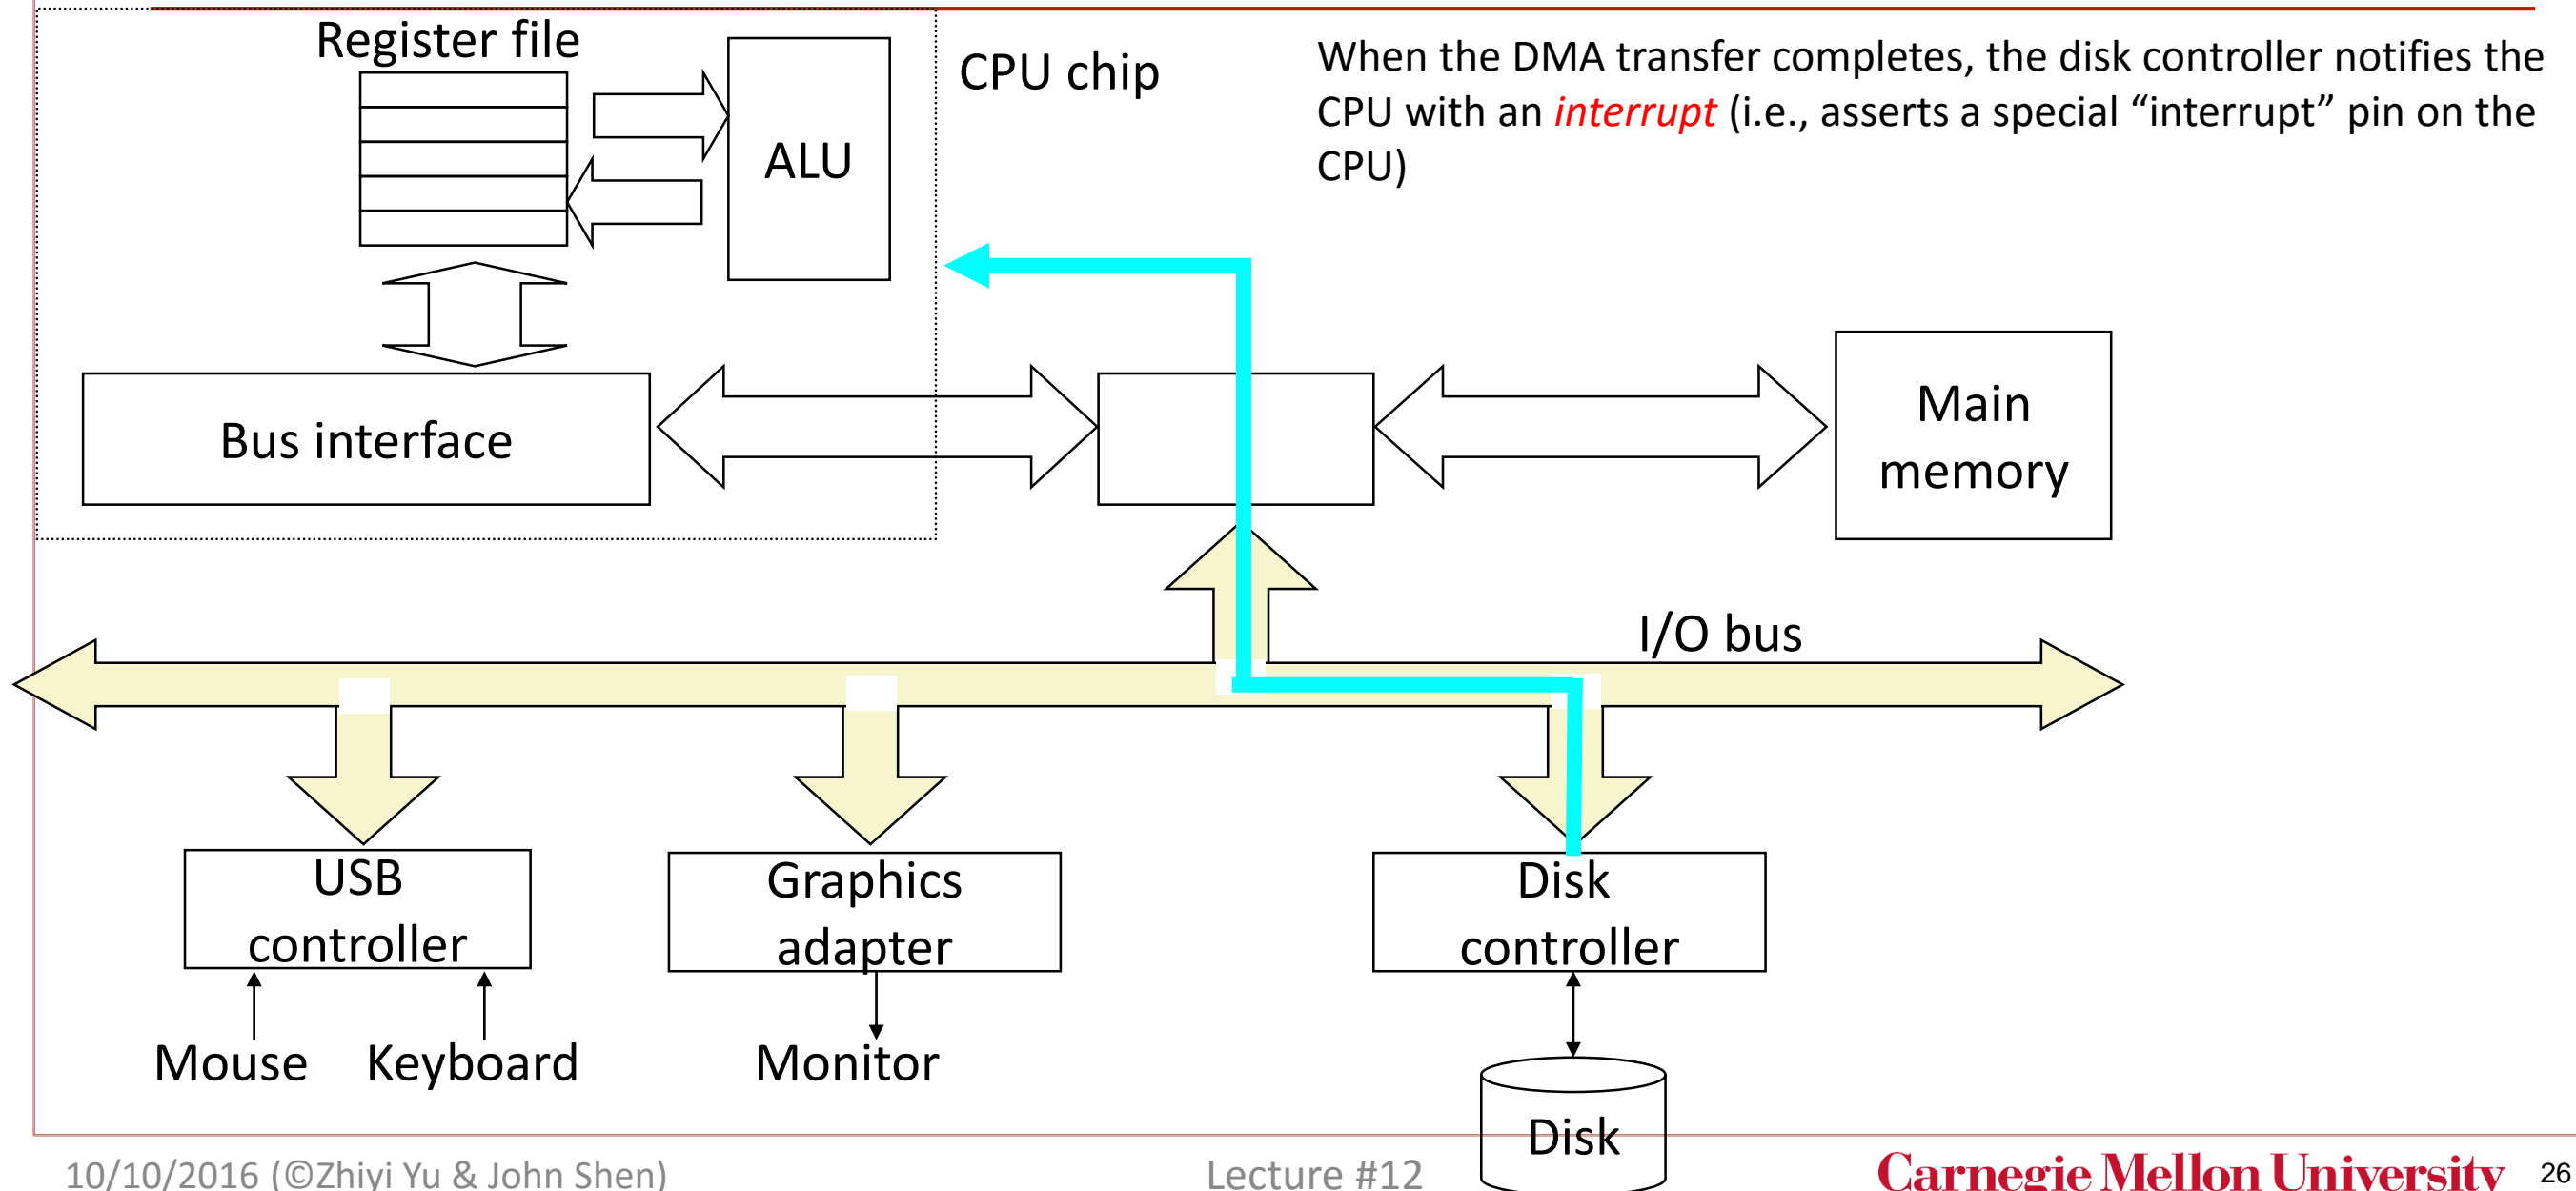 Register file
CPU chip
When the DMA transfer completes, the disk controller notifies the
CPU with an interrupt (i.e., asserts a special “interrupt” pin on the
CPU)
ALU
Bus interface
Main
memory
I/O bus
USB
controller
Graphics
adapter
Disk
controller
Mouse
Keyboard
Monitor
Disk
10/10/2016 (©Zhiyi Yu & John Shen)
Lecture #12
Carnegie Mellon University
26